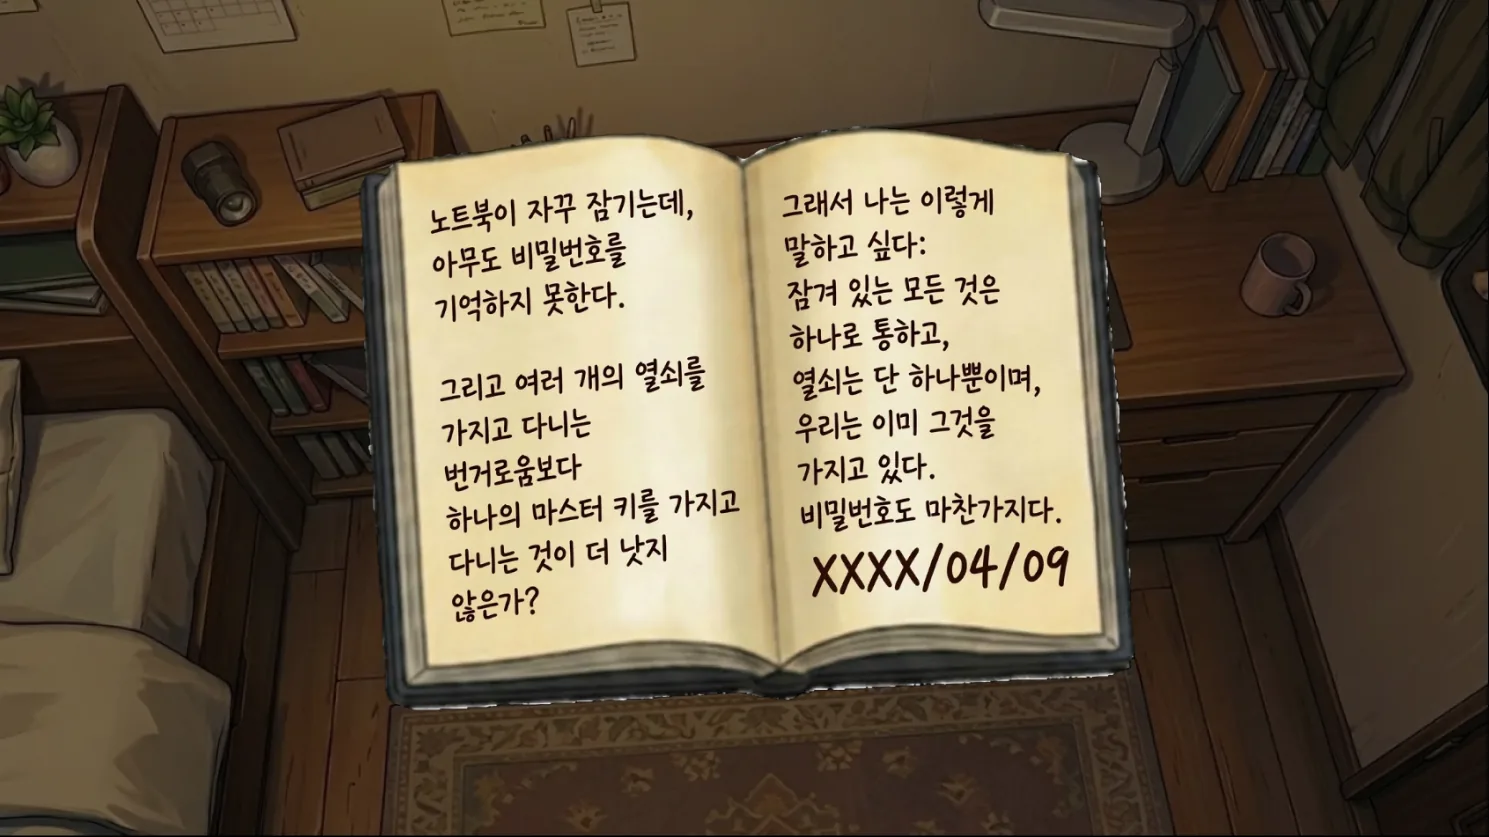 노트북이 자꾸 잠기는데,
아무도 비밀번호를
기억하지 못한다.
그리고 여러 개의 열쇠를
가지고 다니는
번거로움보다
하나의 마스터 키를 가지고
다니는 것이 더 낫지
않은가?
그래서 나는 이렇게
말하고 싶다:
잠겨 있는 모든 것은
하나로 통하고,
열쇠는 단 하나뿐이며,
우리는 이미 그것을
가지고 있다.
비밀번호도 마찬가지다.
XXXX/04/09